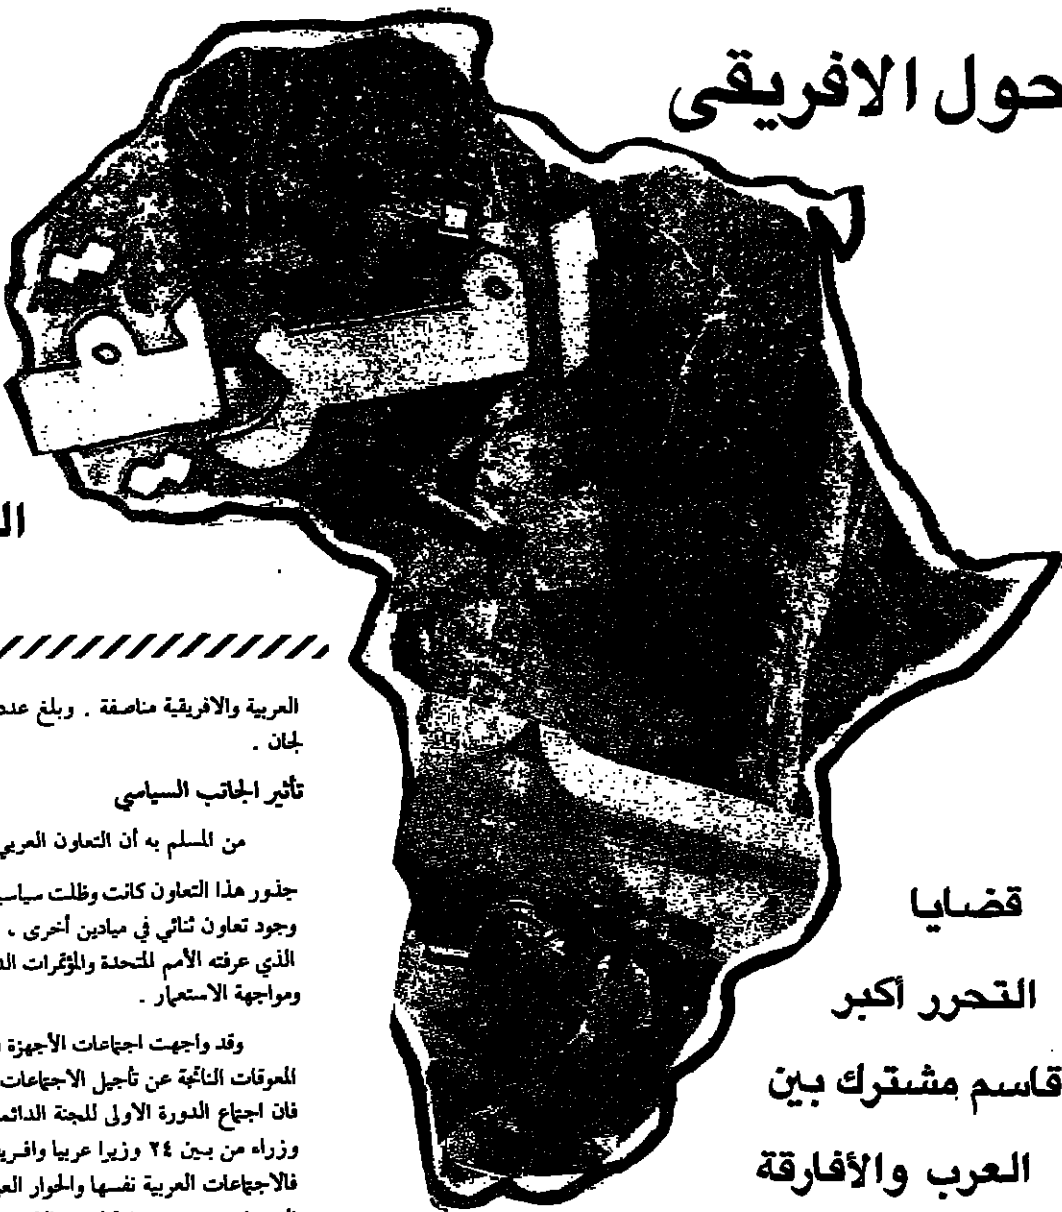 حول الافريقى
ال
العربية والافريقية مناصفة . وبلغ عدد
لجان .
تأثير الجانب السياسي
من المسلم به أن التعاون العربي
جذور هذا التعاون كانت وظلت سياسي
وجود تعاون ثنائي في ميادين أخرى .
الذي عرفته الأمم المتحدة والمؤتمرات الد
ومواجهة الاستعمار .
وقد واجهت اجتماعات الأجهزة
المعوقات الناتجة عن تأجيل الاجتماعات
فان اجتماع الدورة الاولى للجنة الدائم
وزراء من بين ٢٤ وزيرا عربيا وافري
فالاجتماعات العربية نفسها والحوار الع
قضايا
التحرر أكبر
قاسم مشترك بين
العرب والأفارقة